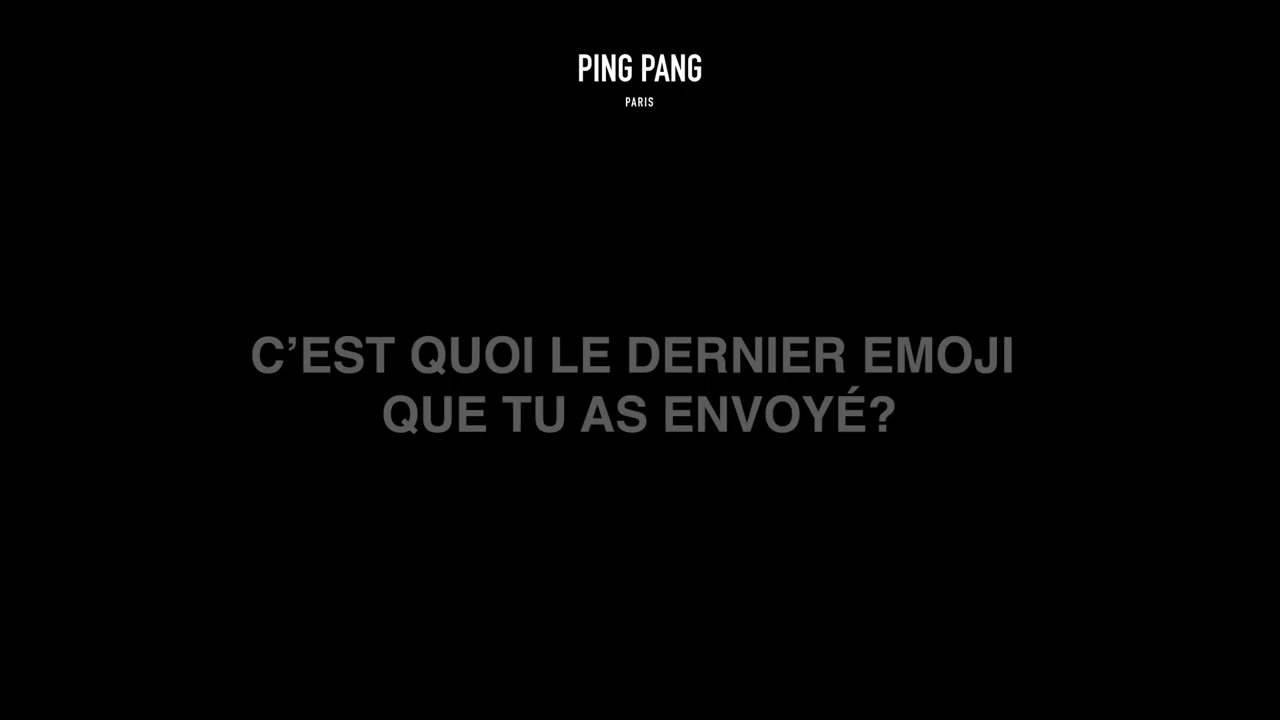 PING PANG
PARIS
C’EST QUOI LE DERNIER EMOJI
QUE TU AS ENVOYÉ?